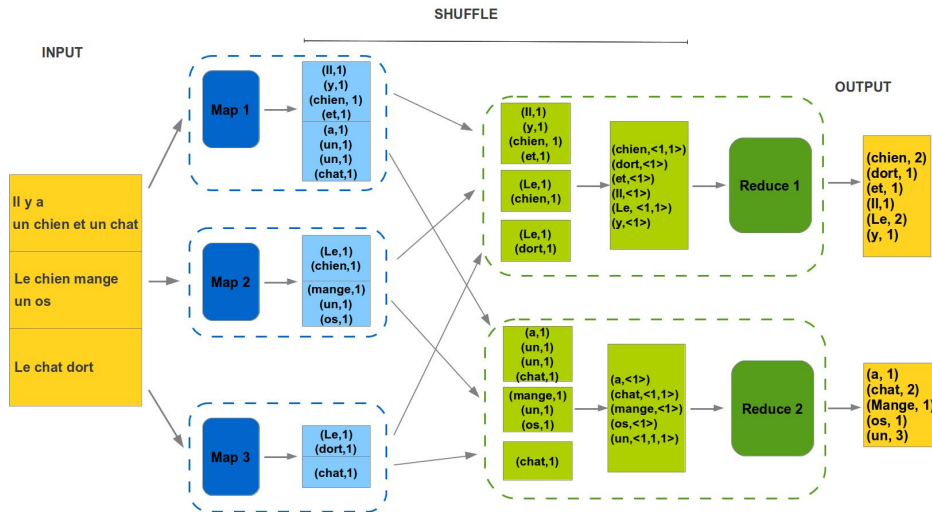 SHUFFLE
INPUT
OUTPUT
Il y a
un chien et un chat
Le chien mange
un os
Le chat dort
Map 1
(Il,1)
(y,1)
(chien, 1)
(et,1)
(a,1)
(un,1)
(un,1)
(chat,1)
Map 2
(Le,1)
(chien,1)
(mange,1)
(un,1)
(os,1)
Map 3
(Le,1)
(dort,1)
(chat,1)
(Il,1)
(y,1)
(chien, 1)
(et,1)
(Le,1)
(chien,1)
(Le,1)
(dort,1)
(chien,<1,1>)
(dort,<1>)
(et,<1>)
(Il,<1>)
(Le, <1,1>)
(y,<1>)
Reduce 1
(chien, 2)
(dort, 1)
(et, 1)
(Il,1)
(Le, 2)
(y, 1)
(a,1)
(un,1)
(un,1)
(chat,1)
(mange,1)
(un,1)
(os,1)
(chat,1)
(a,<1>)
(chat,<1,1>)
(mange,<1>)
(os,<1>)
(un,<1,1,1>)
Reduce 2
(a, 1)
(chat, 2)
(Mange, 1)
(os, 1)
(un, 3)